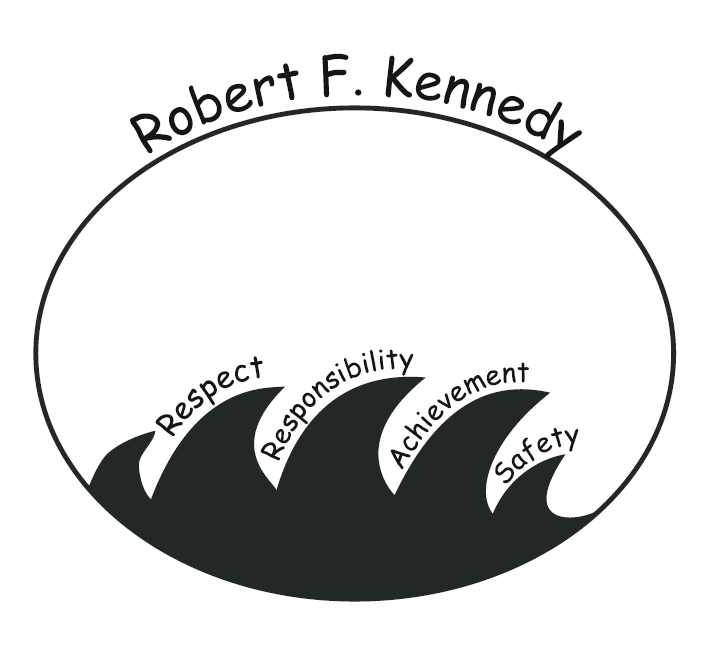 Robert F. Kennedy
Respect
Responsibility
Achievement
Safety